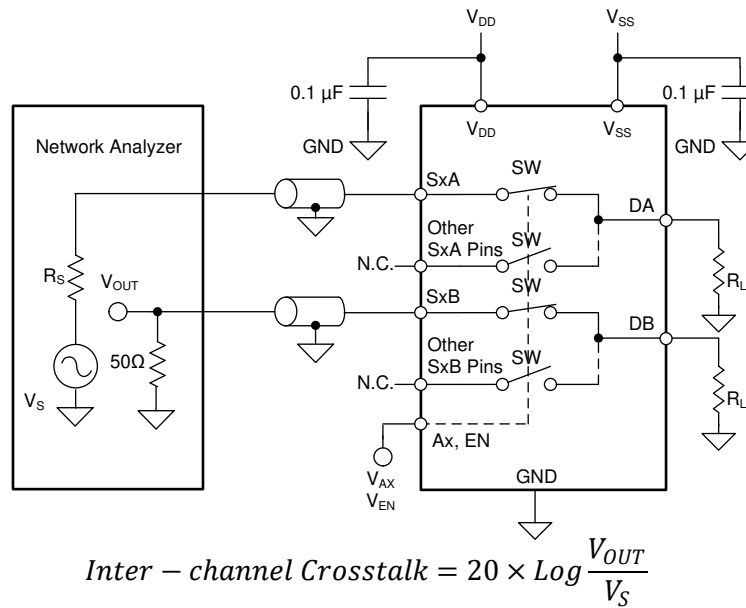 V_DD
V_SS
0.1 µF
0.1 µF
V_DD
V_SS
GND
GND
Network Analyzer
SxA
SW
DA
Other
SxA Pins
SW
N.C.
R_S
V_OUT
R_L
SxB
SW
DB
50Ω
Other
SxB Pins
SW
N.C.
V_S
R_L
Ax, EN
V_AX
V_EN
GND
Inter − channel Crosstalk = 20 × Log V_OUT / V_S